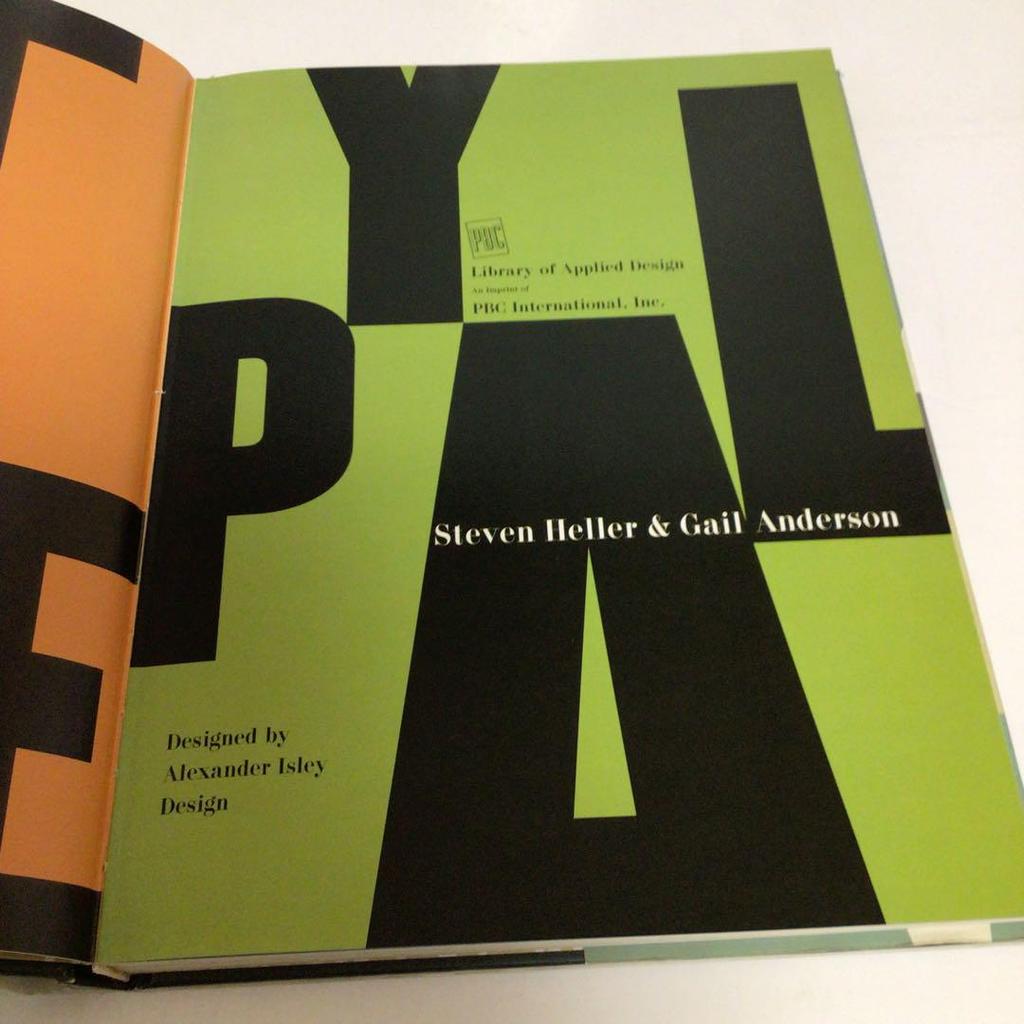 Y
L
PBC
Library of Applied Design
An Imprint of
PBC International, Inc.
P
A
Steven Heller & Gail Anderson
Designed by
Alexander Isley
Design